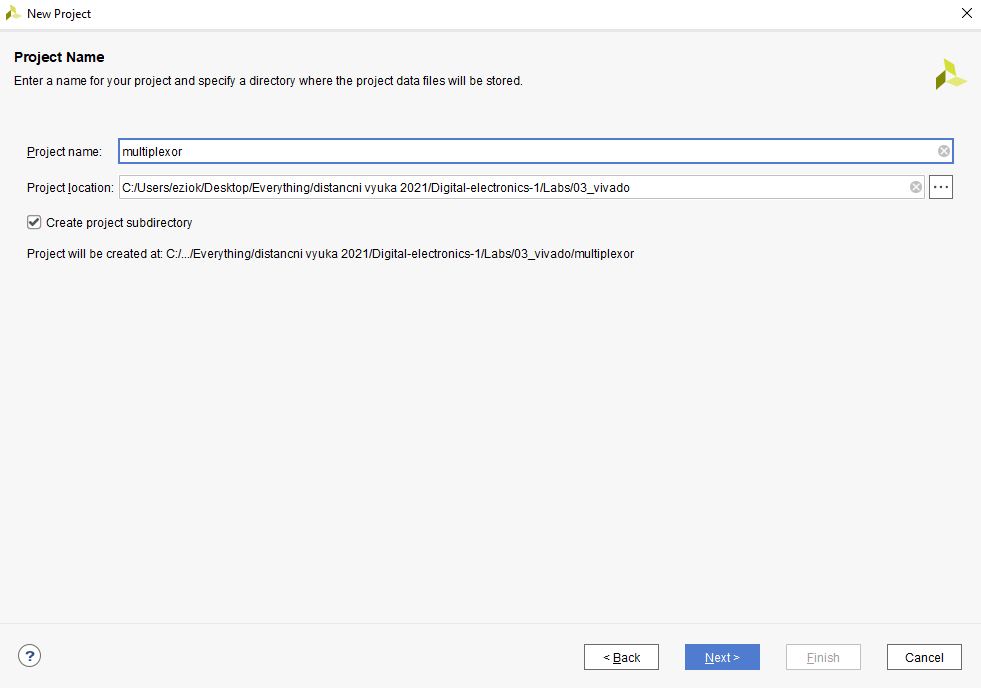 New Project
Project Name
Enter a name for your project and specify a directory where the project data files will be stored.
Project name: multiplexor
Project location: C:/Users/eziok/Desktop/Everything/distancni vyuka 2021/Digital-electronics-1/Labs/03_vivado ...
Create project subdirectory
Project will be created at: C:/.../Everything/distancni vyuka 2021/Digital-electronics-1/Labs/03_vivado/multiplexor
? < Back Next > Finish Cancel